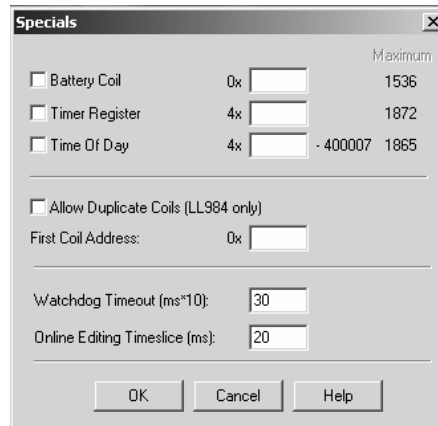 Specials
Maximum
Battery Coil 0x 1536
Timer Register 4x 1872
Time Of Day 4x - 400007 1865
Allow Duplicate Coils (LL984 only)
First Coil Address: 0x
Watchdog Timeout (ms*10): 30
Online Editing Timeslice (ms): 20
OK Cancel Help